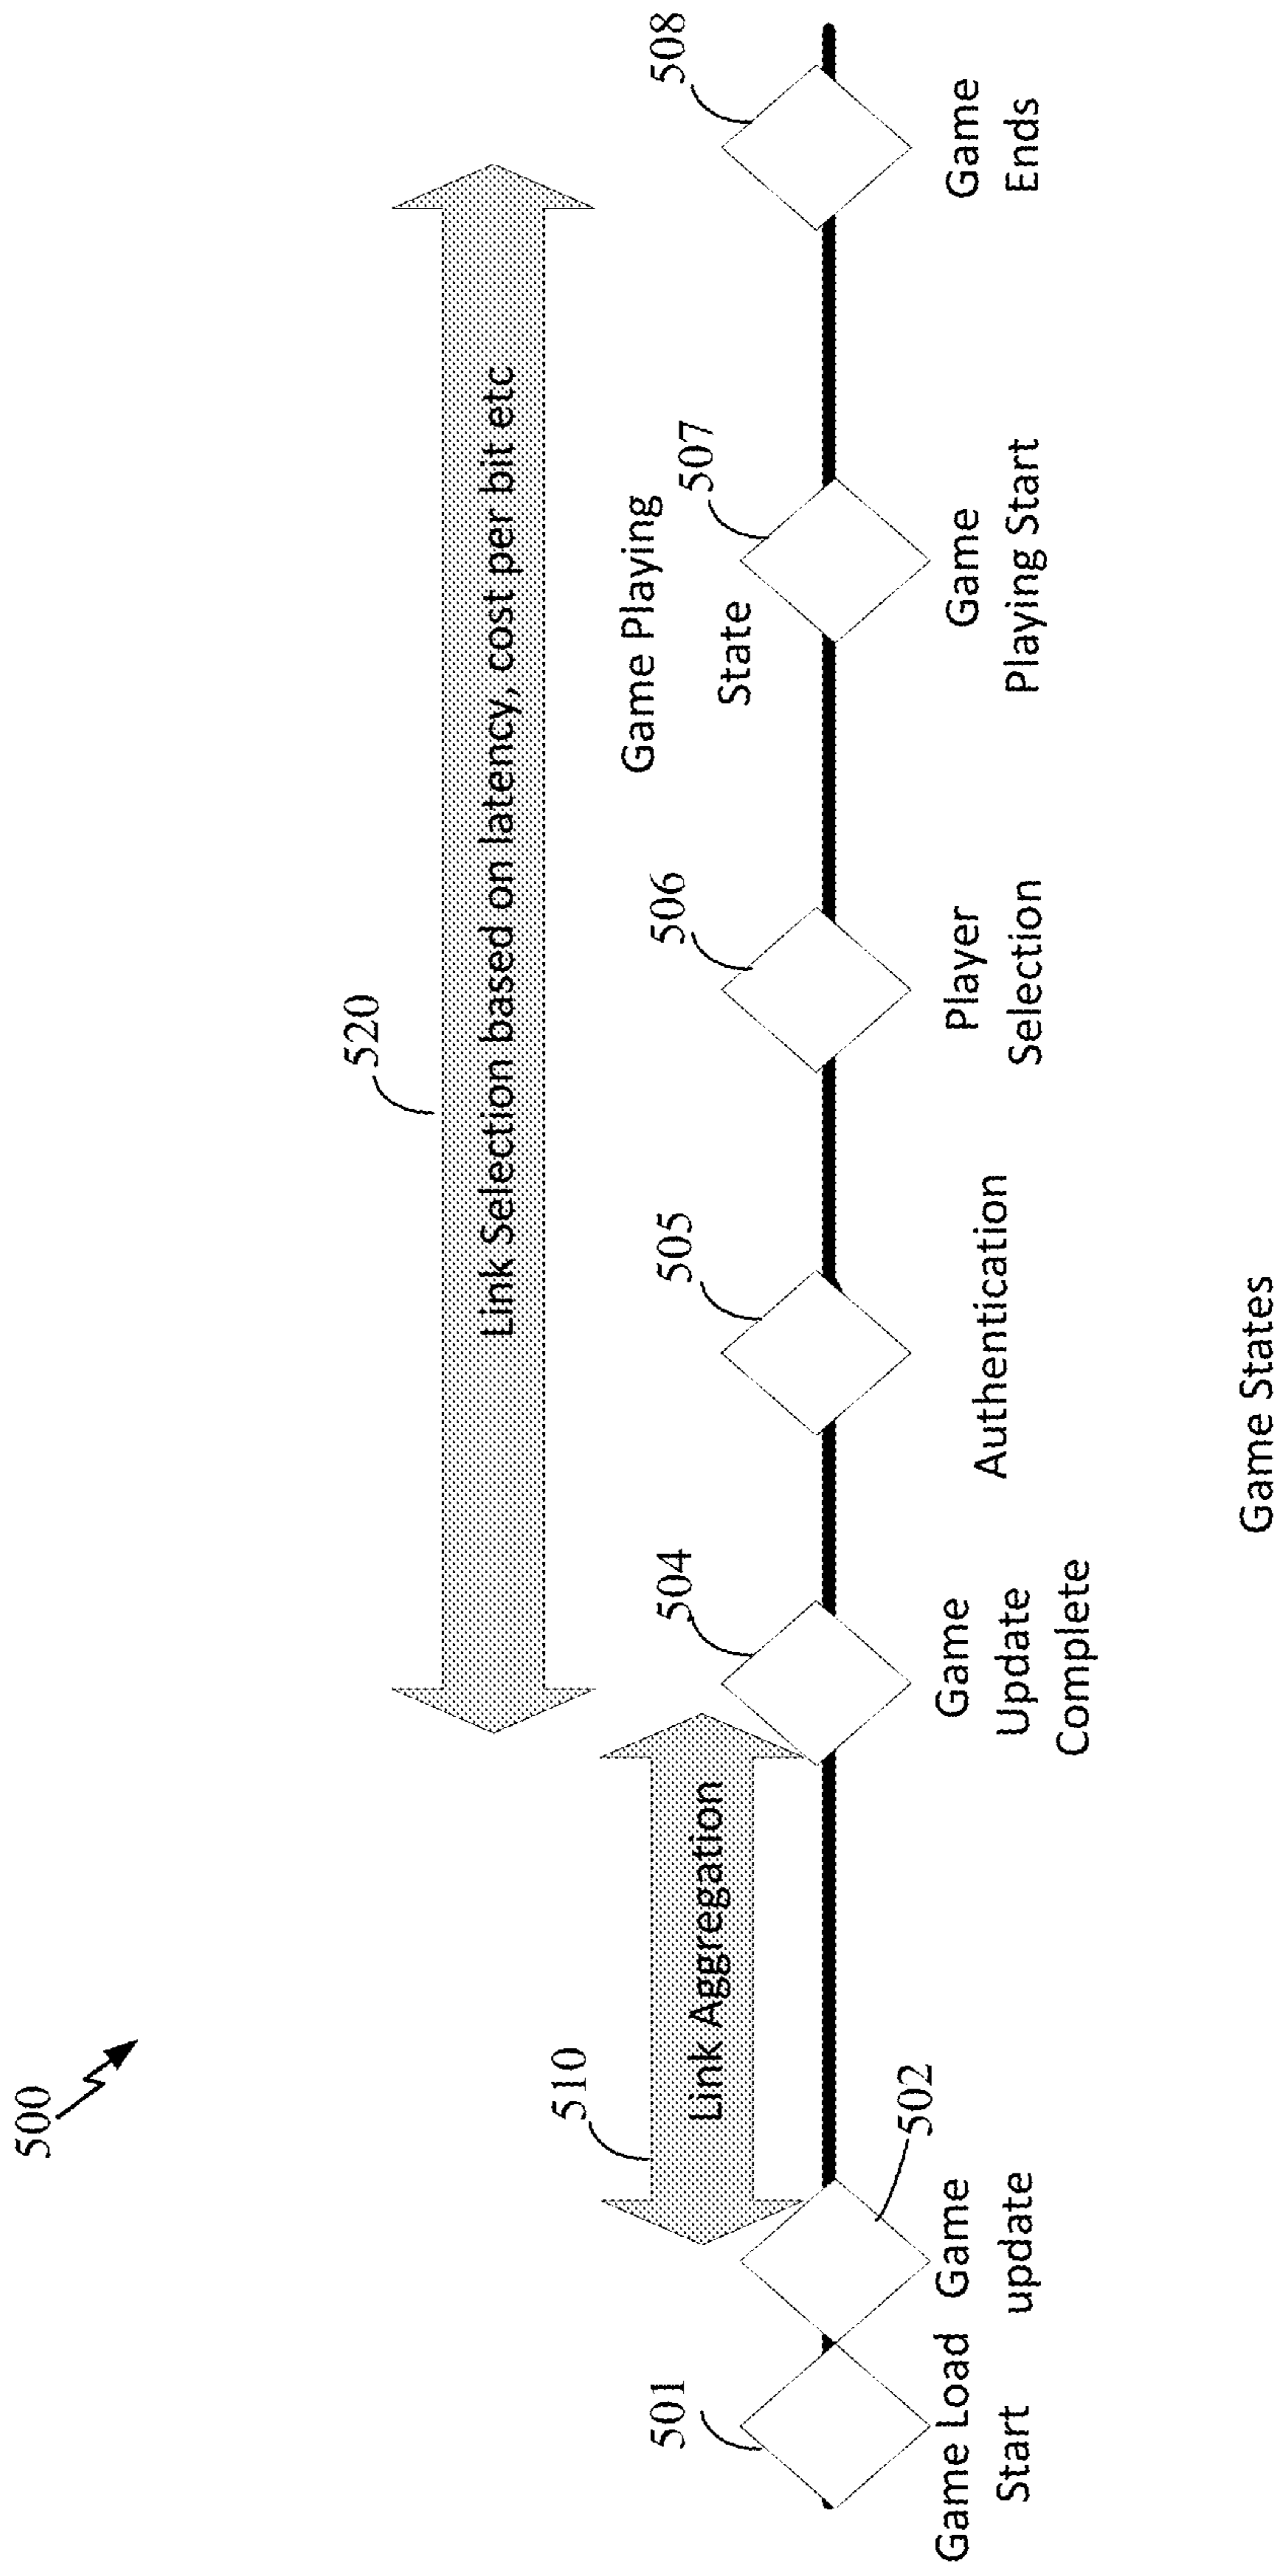 500
520
Link Selection based on latency, cost per bit etc
510
Link Aggregation
Game Playing
State
501
502
504
505
506
507
508
Game Load
Start
Game
update
Game
Update
Complete
Authentication
Player
Selection
Game
Playing Start
Game
Ends
Game States